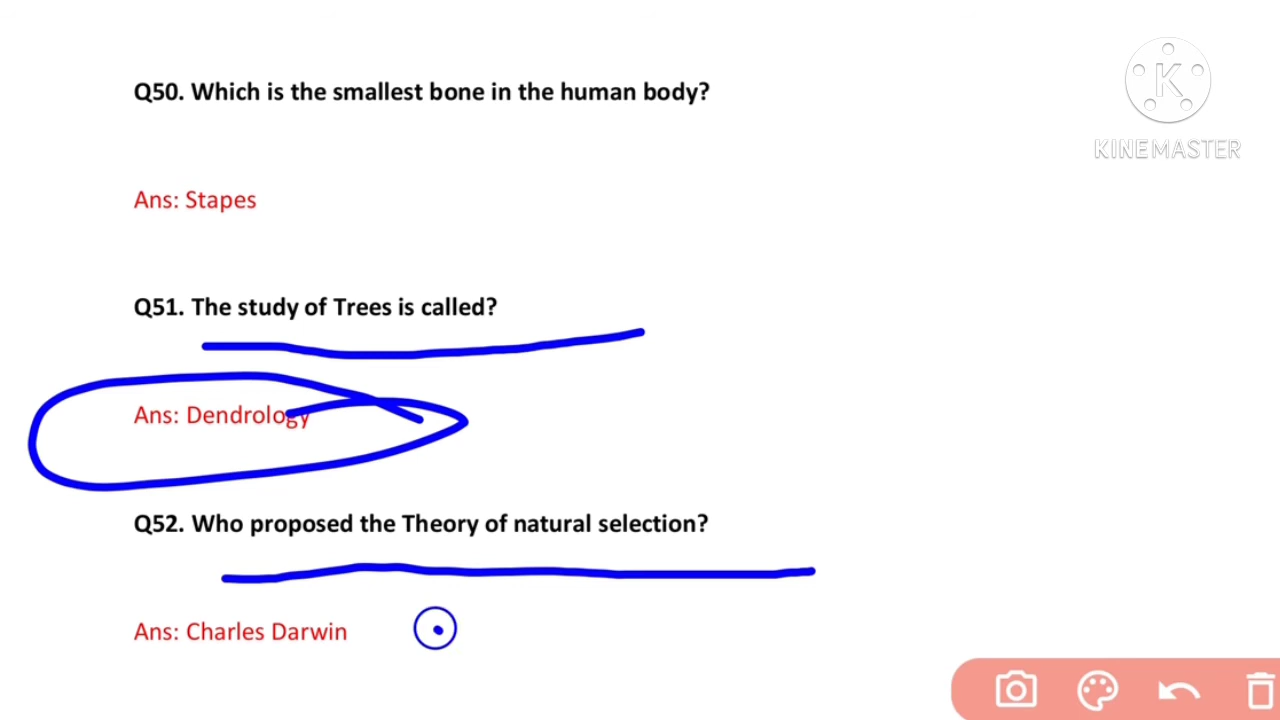 Q50. Which is the smallest bone in the human body?
K
KINEMASTER
Ans: Stapes
Q51. The study of Trees is called?
Ans: Dendrology
Q52. Who proposed the Theory of natural selection?
Ans: Charles Darwin